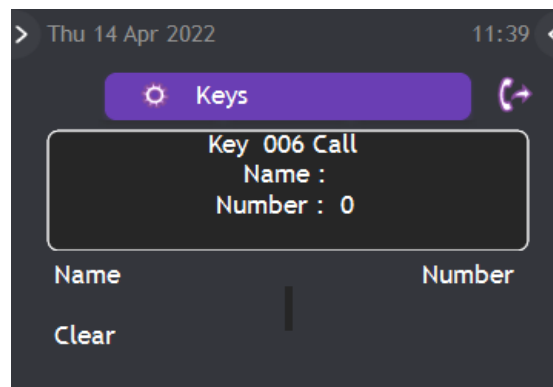 Thu 14 Apr 2022 11:39
Keys
Key 006 Call
Name :
Number : 0
Name Number
Clear